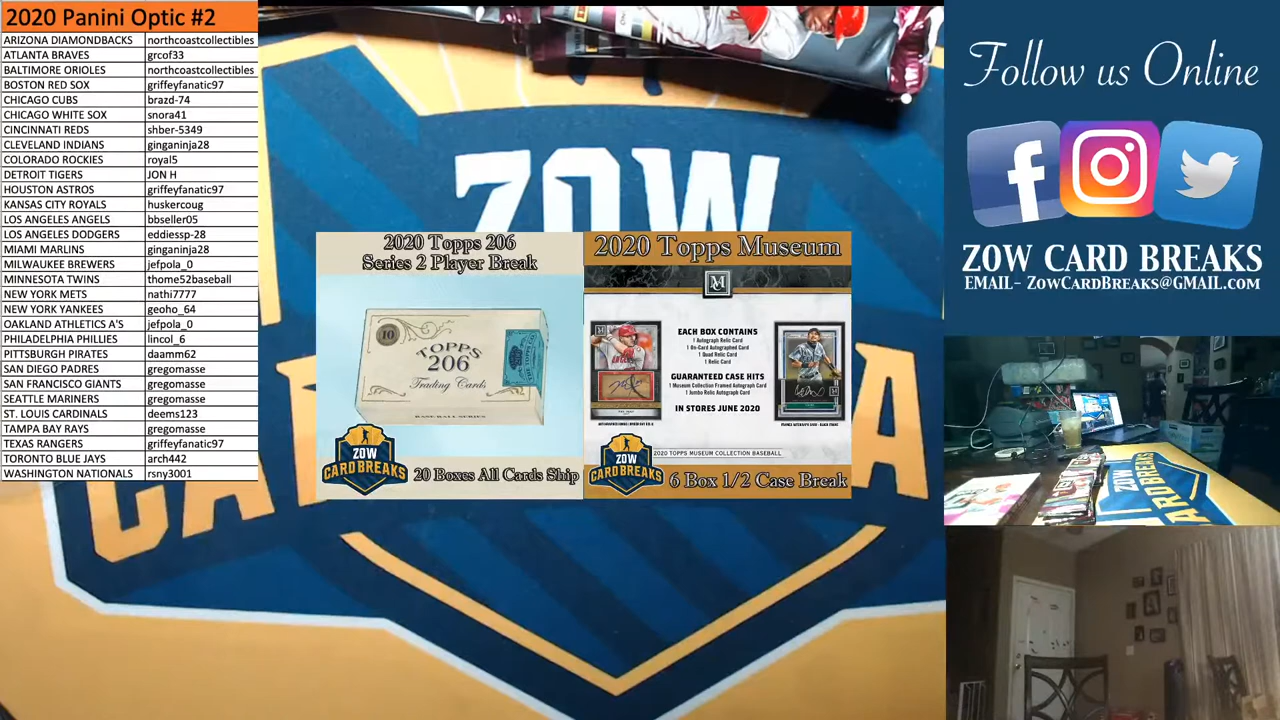 2020 Panini Optic #2
ARIZONA DIAMONDBACKS northcoastcollectibles
ATLANTA BRAVES grcof33
BALTIMORE ORIOLES northcoastcollectibles
BOSTON RED SOX griffeyfanatic97
CHICAGO CUBS brazd-74
CHICAGO WHITE SOX snora41
CINCINNATI REDS shber-5349
CLEVELAND INDIANS ginganinja28
COLORADO ROCKIES royal5
DETROIT TIGERS JON H
HOUSTON ASTROS griffeyfanatic97
KANSAS CITY ROYALS huskercoug
LOS ANGELES ANGELS bbseller05
LOS ANGELES DODGERS eddiessp-28
MIAMI MARLINS ginganinja28
MILWAUKEE BREWERS jefpola_0
MINNESOTA TWINS thome52baseball
NEW YORK METS nathi7777
NEW YORK YANKEES geoho_64
OAKLAND ATHLETICS A'S jefpola_0
PHILADELPHIA PHILLIES lincol_6
PITTSBURGH PIRATES daamm62
SAN DIEGO PADRES gregomasse
SAN FRANCISCO GIANTS gregomasse
SEATTLE MARINERS gregomasse
ST. LOUIS CARDINALS deems123
TAMPA BAY RAYS gregomasse
TEXAS RANGERS griffeyfanatic97
TORONTO BLUE JAYS arch442
WASHINGTON NATIONALS rsny3001
ZOW
2020 Topps 206
Series 2 Player Break
10
TOPPS
206
Trading Cards
BASEBALL SERIES
ZOW
CARD BREAKS
20 Boxes All Cards Ship
2020 Topps Museum
EACH BOX CONTAINS
1 Autograph Relic Card
1 On-Card Autographed Card
1 Quad Relic Card
1 Relic Card
GUARANTEED CASE HITS
1 Museum Collection Framed Autograph Card
1 Jumbo Relic Autograph Card
IN STORES JUNE 2020
2020 TOPPS MUSEUM COLLECTION BASEBALL
ZOW
CARD BREAKS
6 Box 1/2 Case Break
Follow us Online
ZOW CARD BREAKS
EMAIL- ZowCardBreaks@gmail.com
ZOW
ARD BREAKS